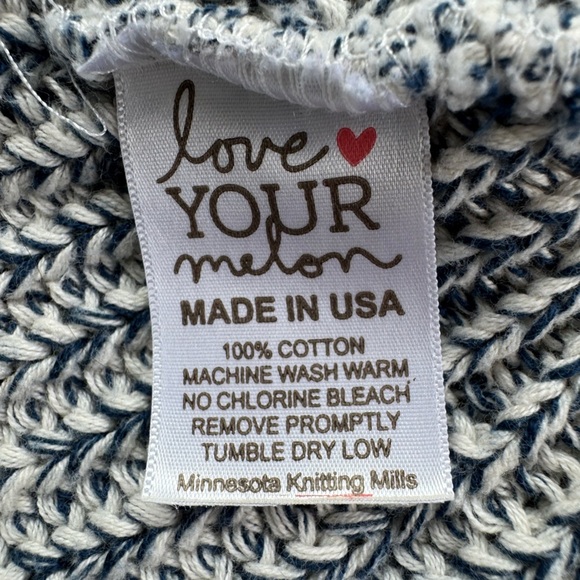 love
YOUR
melon
MADE IN USA
100% COTTON
MACHINE WASH WARM
NO CHLORINE BLEACH
REMOVE PROMPTLY
TUMBLE DRY LOW
Minnesota Knitting Mills